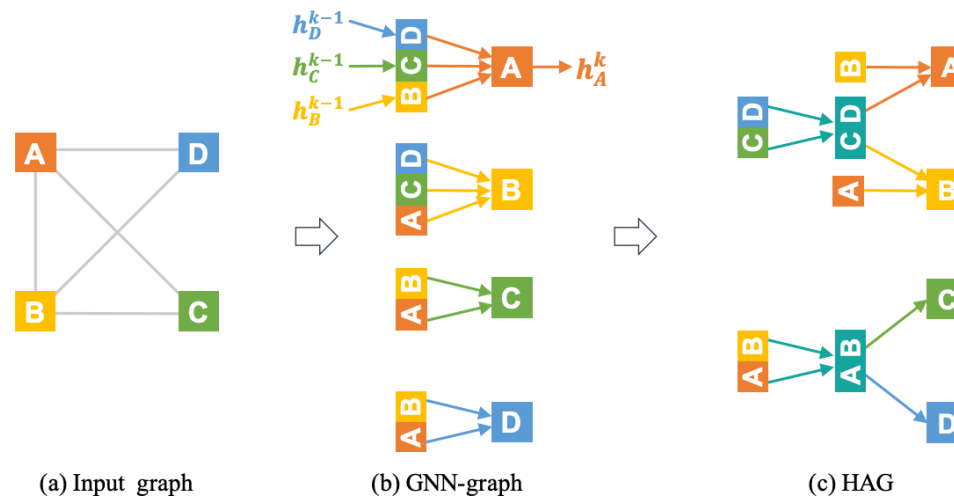 A
D
B
C
(a) Input graph
h_D^{k-1}
h_C^{k-1}
h_B^{k-1}
D
C
B
A
h_A^k
D
C
A
B
B
A
C
B
A
D
(b) GNN-graph
B
A
D
C
C D
A
B
B
A
A B
C
D
(c) HAG